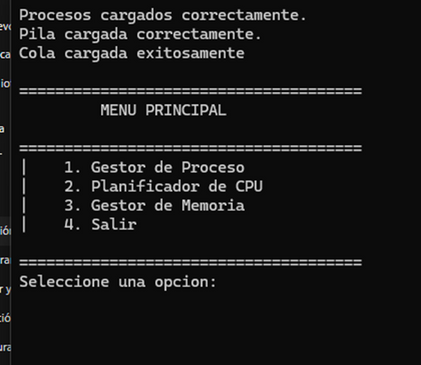 Procesos cargados correctamente.
Pila cargada correctamente.
Cola cargada exitosamente
======================================
MENU PRINCIPAL
======================================
|    1. Gestor de Proceso
|    2. Planificador de CPU
|    3. Gestor de Memoria
|    4. Salir
======================================
Seleccione una opcion: